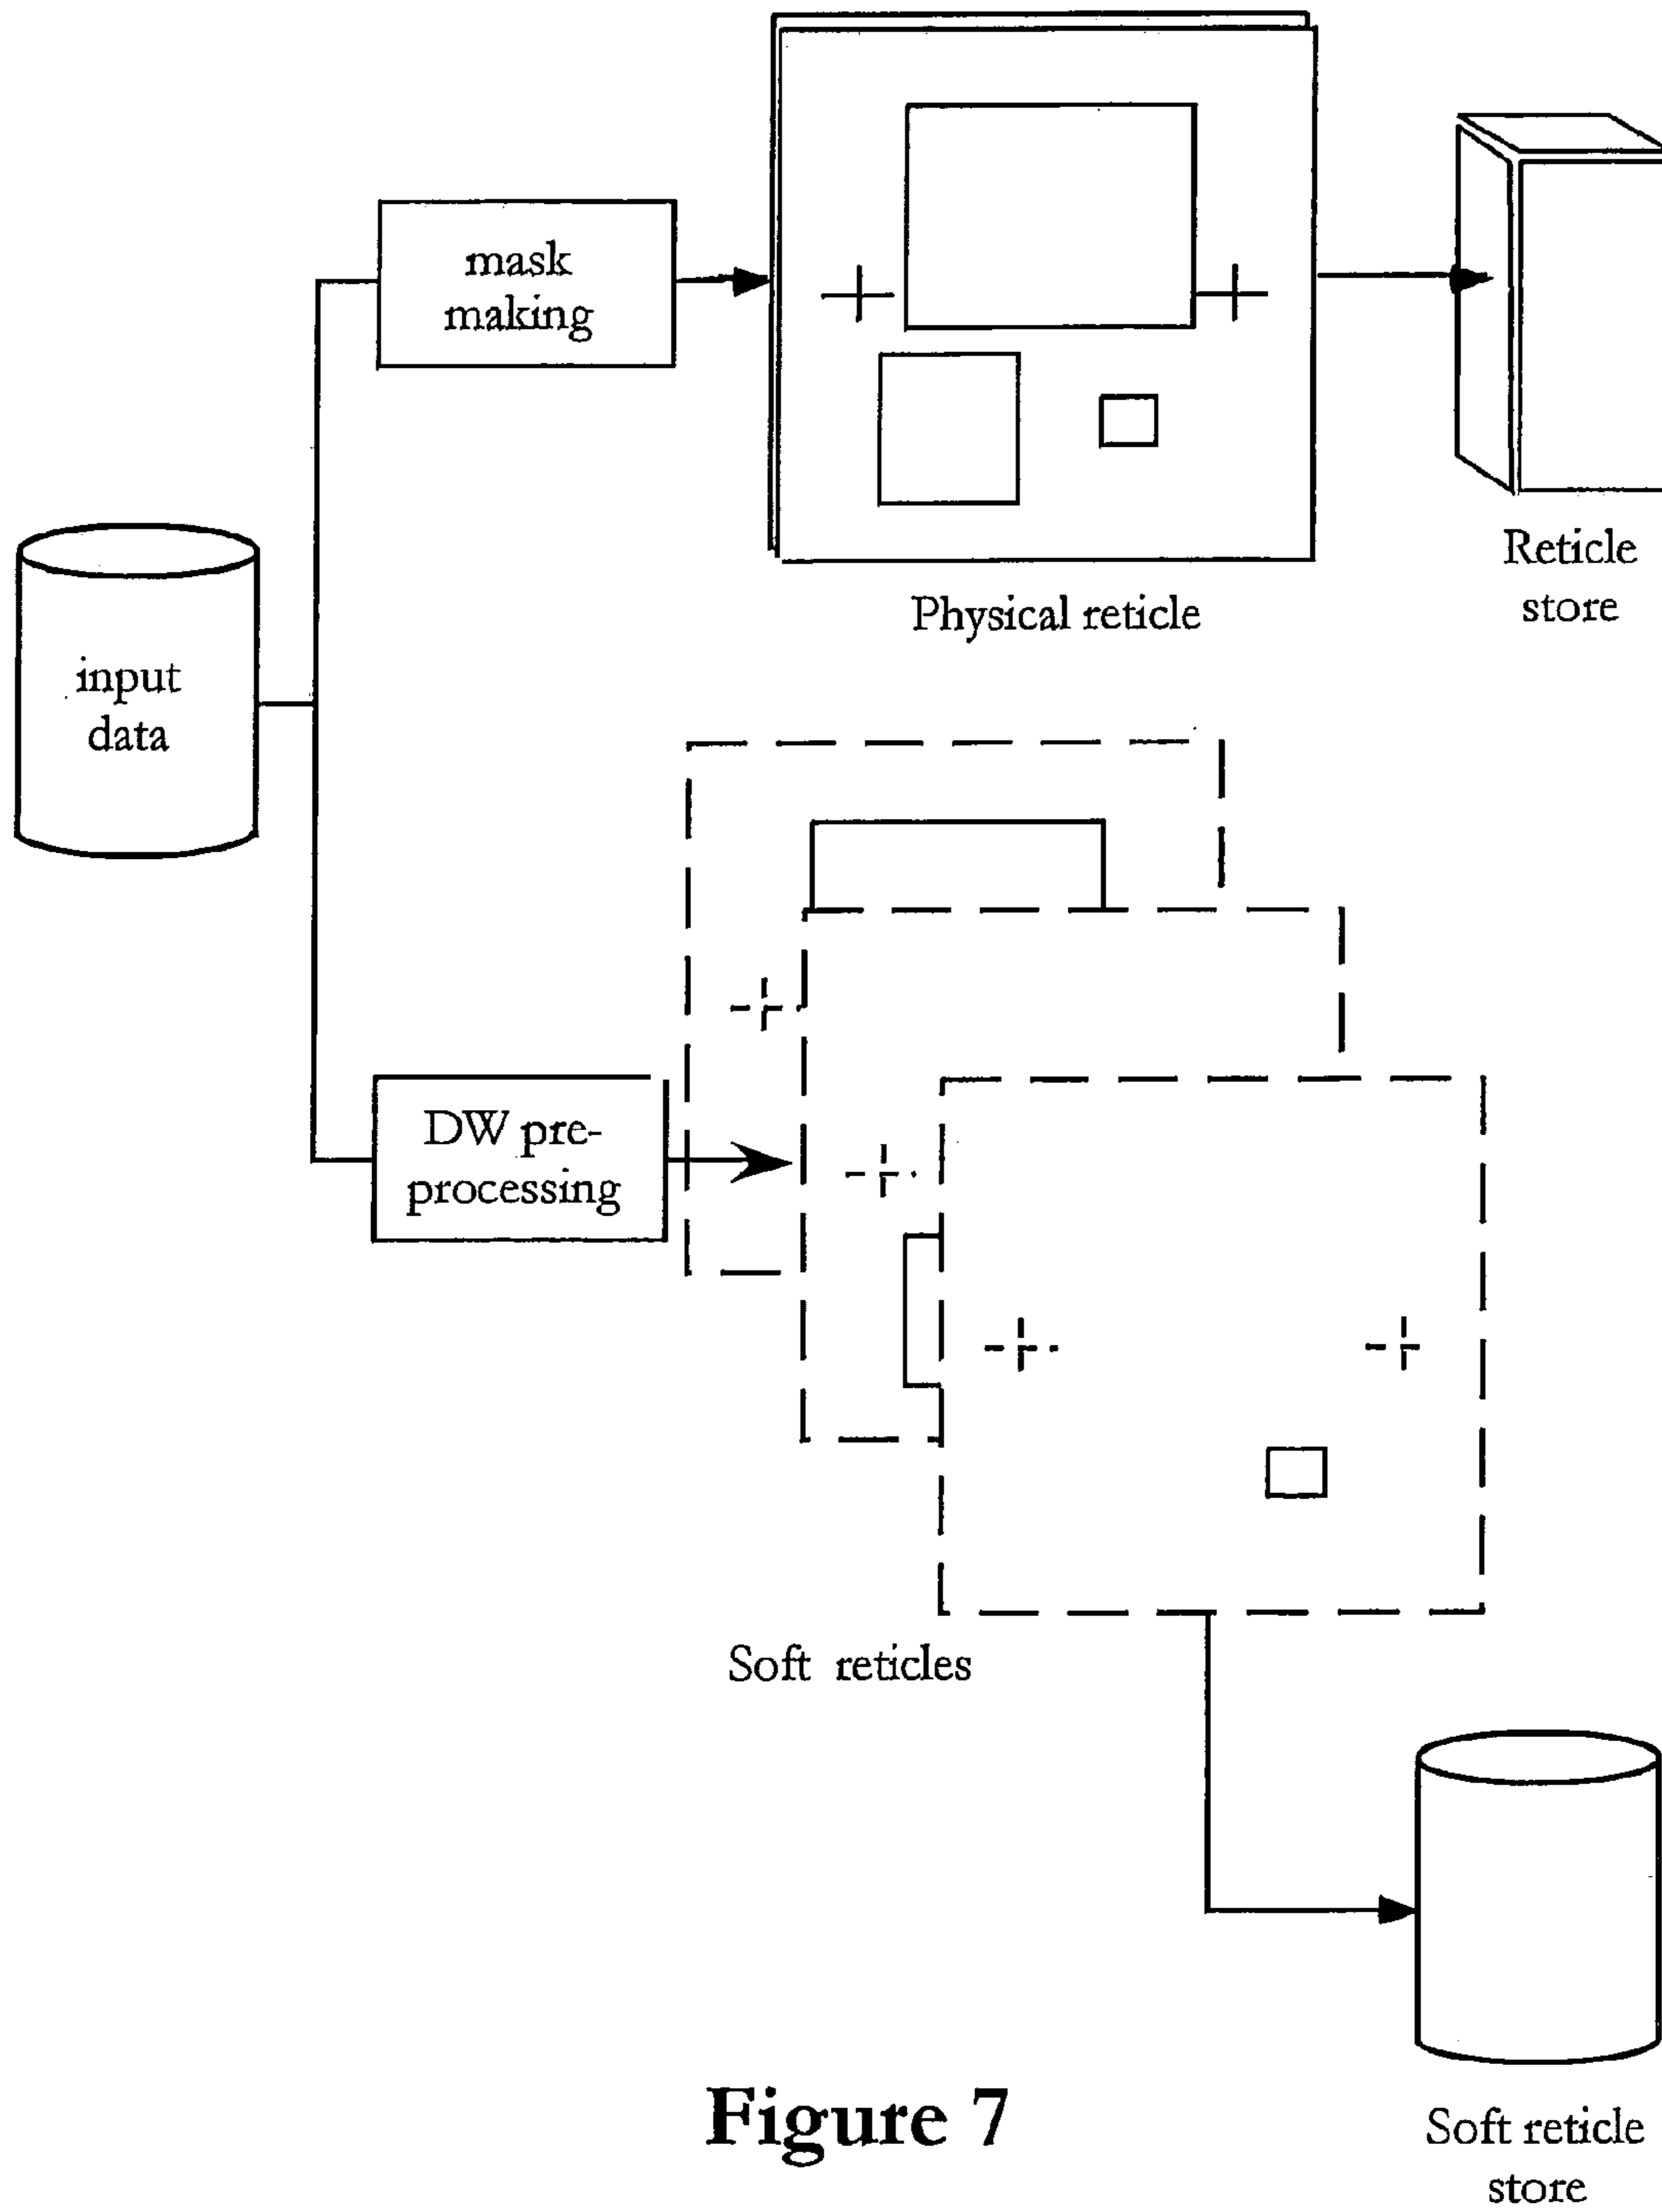 mask
making
Reticle
store
Physical reticle
input
data
DW pre-
processing
Soft reticles
Figure 7
Soft reticle
store